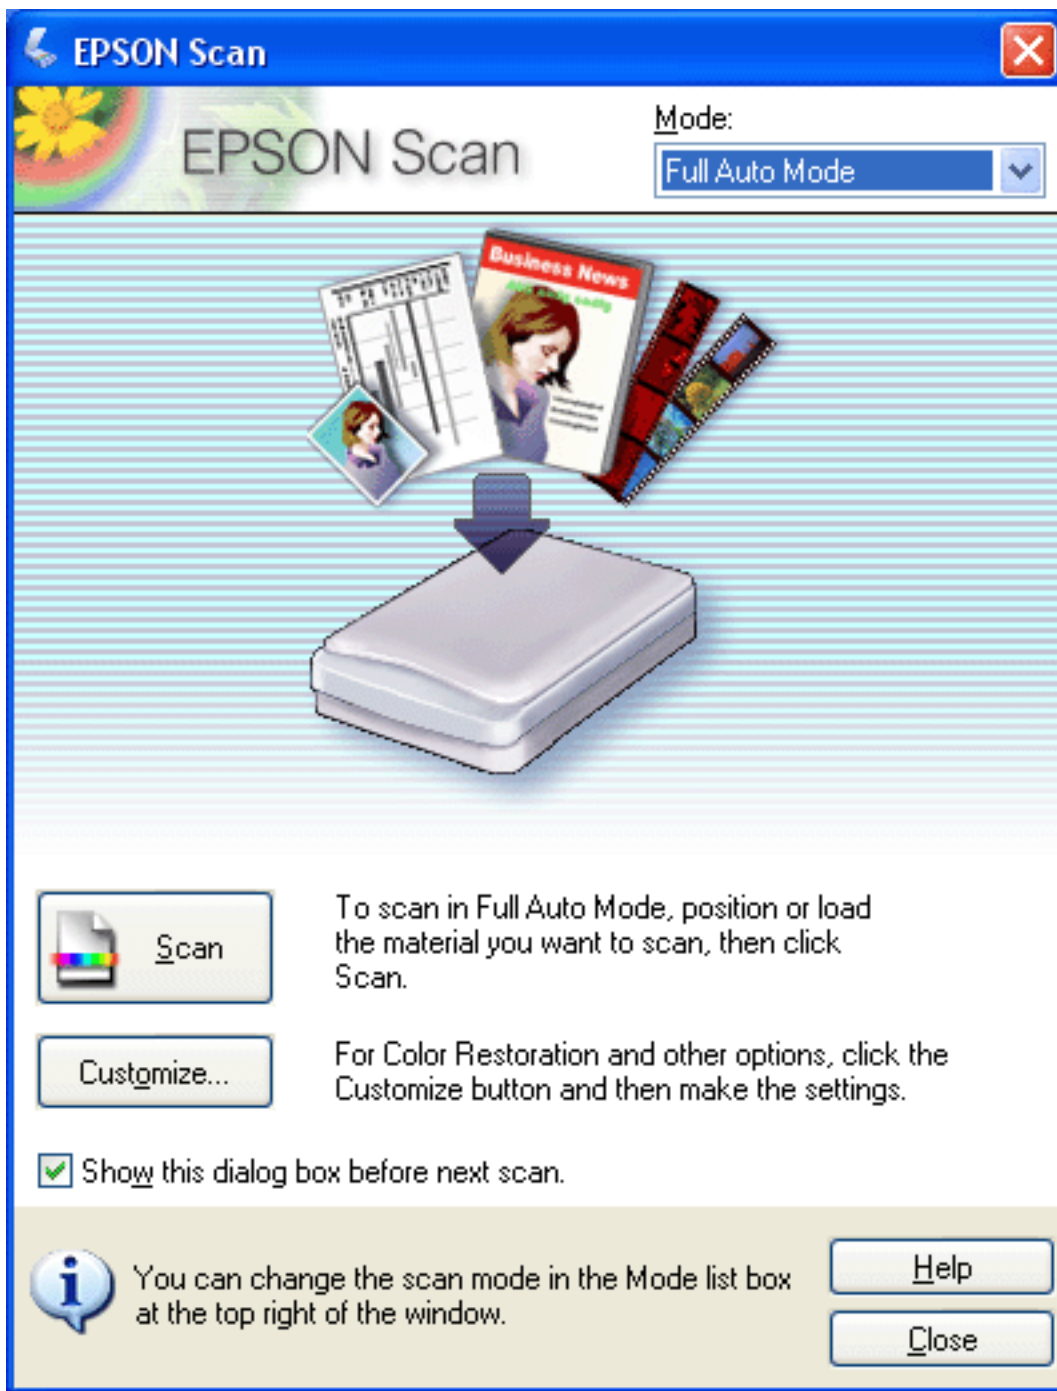 EPSON Scan
EPSON Scan
Mode:
Full Auto Mode
Business News
Scan
To scan in Full Auto Mode, position or load
the material you want to scan, then click
Scan.
Customize...
For Color Restoration and other options, click the
Customize button and then make the settings.
Show this dialog box before next scan.
You can change the scan mode in the Mode list box
at the top right of the window.
Help
Close